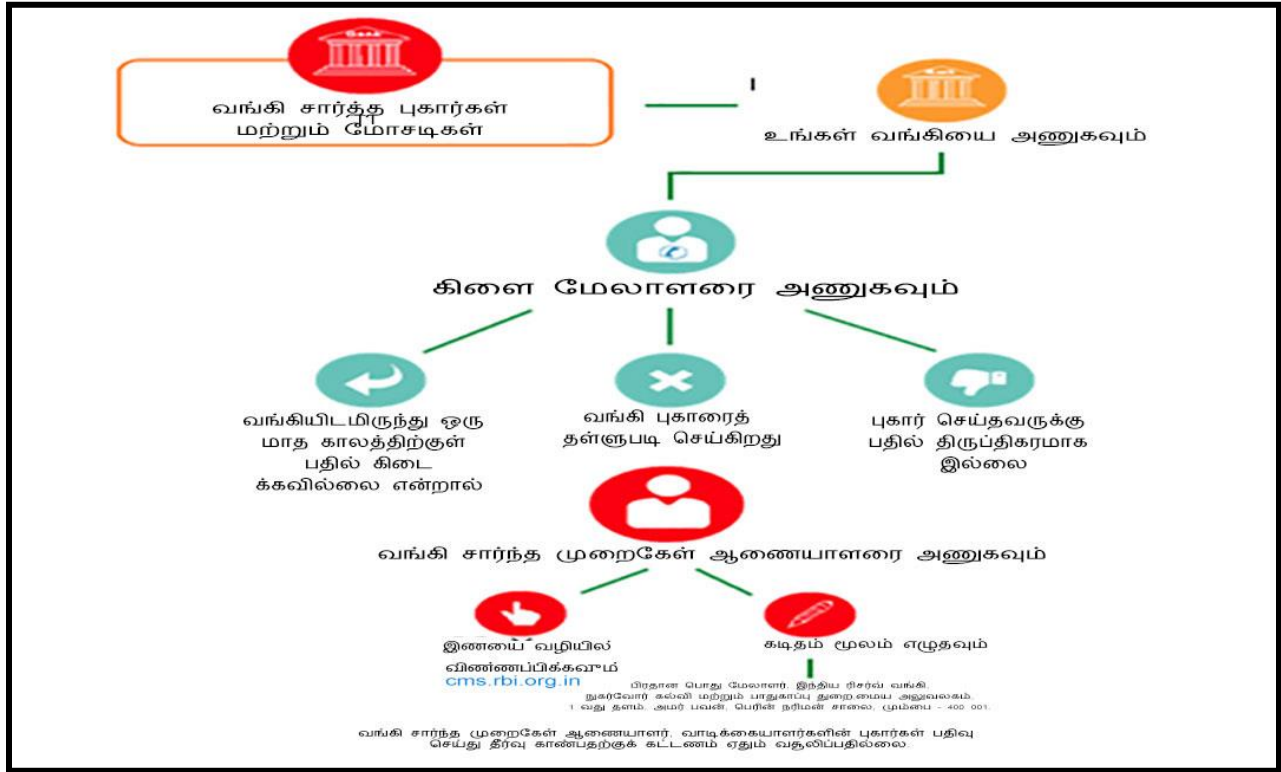 வங்கி சார்த்த புகார்கள்
மற்றும் மோசடிகள்
உங்கள் வங்கியை அணுகவும்
கிளை மேலாளரை அணுகவும்
வங்கியிடமிருந்து ஒரு
மாத காலத்திற்குள்
பதில் கிடை
க்கவில்லை என்றால்
வங்கி புகாரைத்
தள்ளுபடி செய்கிறது
புகார் செய்தவருக்கு
பதில் திருப்திகரமாக
இல்லை
வங்கி சார்ந்த முறைகேள் ஆணையாளரை அணுகவும்
இணைய வழியில்
விண்ணப்பிக்கவும்
cms.rbi.org.in
கடிதம் மூலம் எழுதவும்
பிரதான பொது மேலாளர், இந்திய ரிசர்வ் வங்கி,
நுகர்வோர் கல்வி மற்றும் பாதுகாப்பு துறை,மைய அலுவலகம்,
1 வது தளம், அமர் பவன், பெரின் நரிமன் சாலை, மும்பை - 400 001.
வங்கி சார்ந்த முறைகேள் ஆணையாளர், வாடிக்கையாளர்களின் புகார்கள் பதிவு
செய்து தீர்வு காண்பதற்குக் கட்டணம் ஏதும் வசூலிப்பதில்லை.